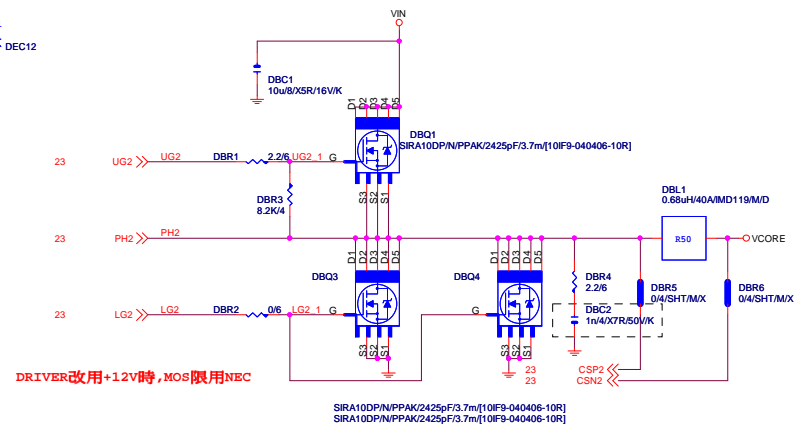 VIN
DEC12
DBC1
10u/8/X5R/16V/K
D1
D2
D3
D4
D5
DBQ1
SIRA10DP/N/PPAK/2425pF/3.7m/[10IF9-040406-10R]
23
UG2
UG2
DBR1
2.2/6
UG2_1
G
DBR3
8.2K/4
S3
S2
S1
DBL1
0.68uH/40A/IMD119/M/D
23
PH2
PH2
R50
VCORE
D1
D2
D3
D4
D5
D1
D2
D3
D4
D5
DBQ3
DBQ4
DBR4
2.2/6
DBR5
0/4/SHT/M/X
DBR6
0/4/SHT/M/X
23
LG2
LG2
DBR2
0/6
LG2_1
G
G
DBC2
1n/4/X7R/50V/K
S3
S2
S1
S3
S2
S1
23
CSP2
23
CSN2
DRIVER改用+12V時,MOS限用NEC
SIRA10DP/N/PPAK/2425pF/3.7m/[10IF9-040406-10R]
SIRA10DP/N/PPAK/2425pF/3.7m/[10IF9-040406-10R]